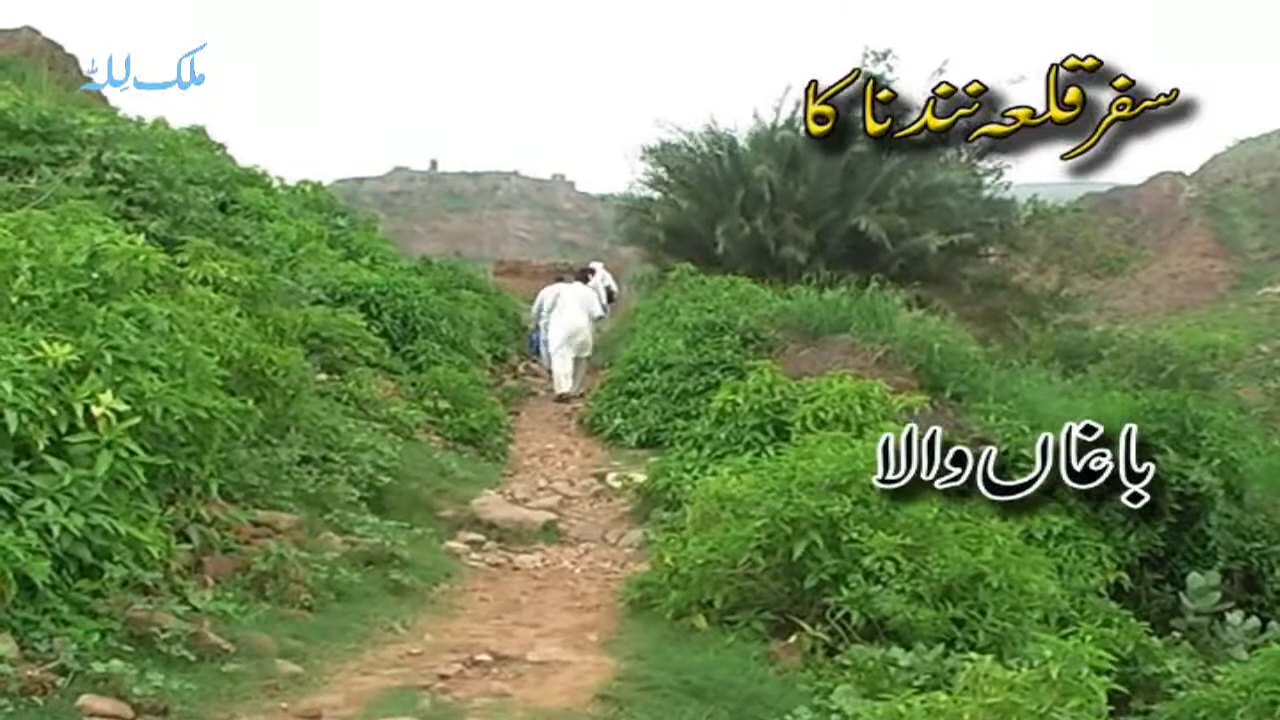 ملک لِلہ
سفر قلعہ نندنا کا
باغاں والا